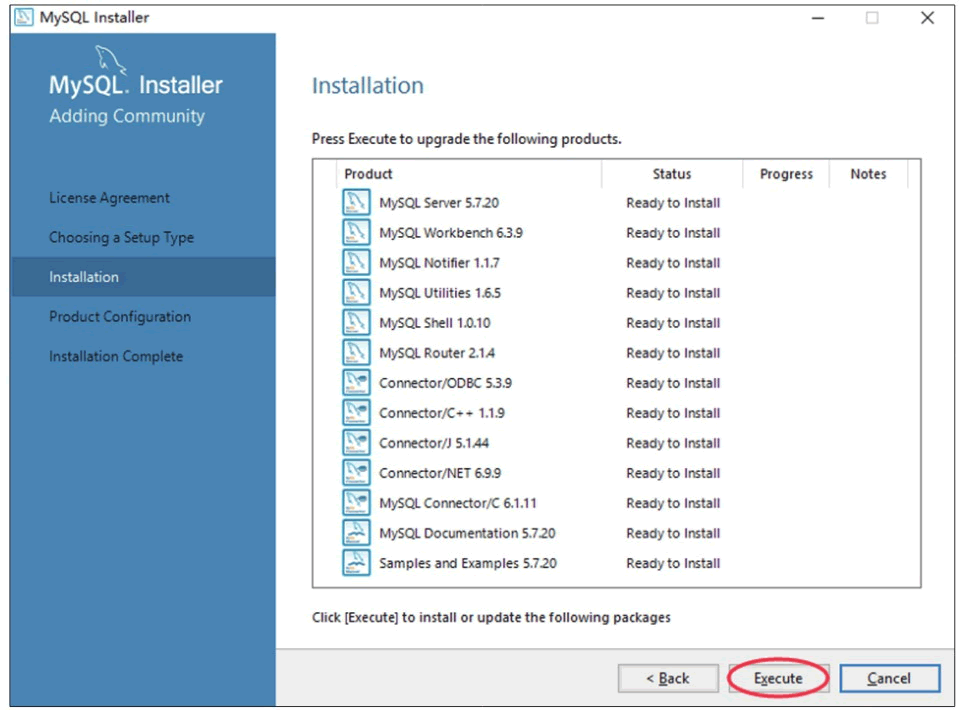 MySQL Installer
MySQL. Installer
Adding Community
License Agreement
Choosing a Setup Type
Installation
Product Configuration
Installation Complete
Installation
Press Execute to upgrade the following products.
Product Status Progress Notes
MySQL Server 5.7.20 Ready to Install
MySQL Workbench 6.3.9 Ready to Install
MySQL Notifier 1.1.7 Ready to Install
MySQL Utilities 1.6.5 Ready to Install
MySQL Shell 1.0.10 Ready to Install
MySQL Router 2.1.4 Ready to Install
Connector/ODBC 5.3.9 Ready to Install
Connector/C++ 1.1.9 Ready to Install
Connector/J 5.1.44 Ready to Install
Connector/NET 6.9.9 Ready to Install
MySQL Connector/C 6.1.11 Ready to Install
MySQL Documentation 5.7.20 Ready to Install
Samples and Examples 5.7.20 Ready to Install
Click [Execute] to install or update the following packages
< Back Execute Cancel